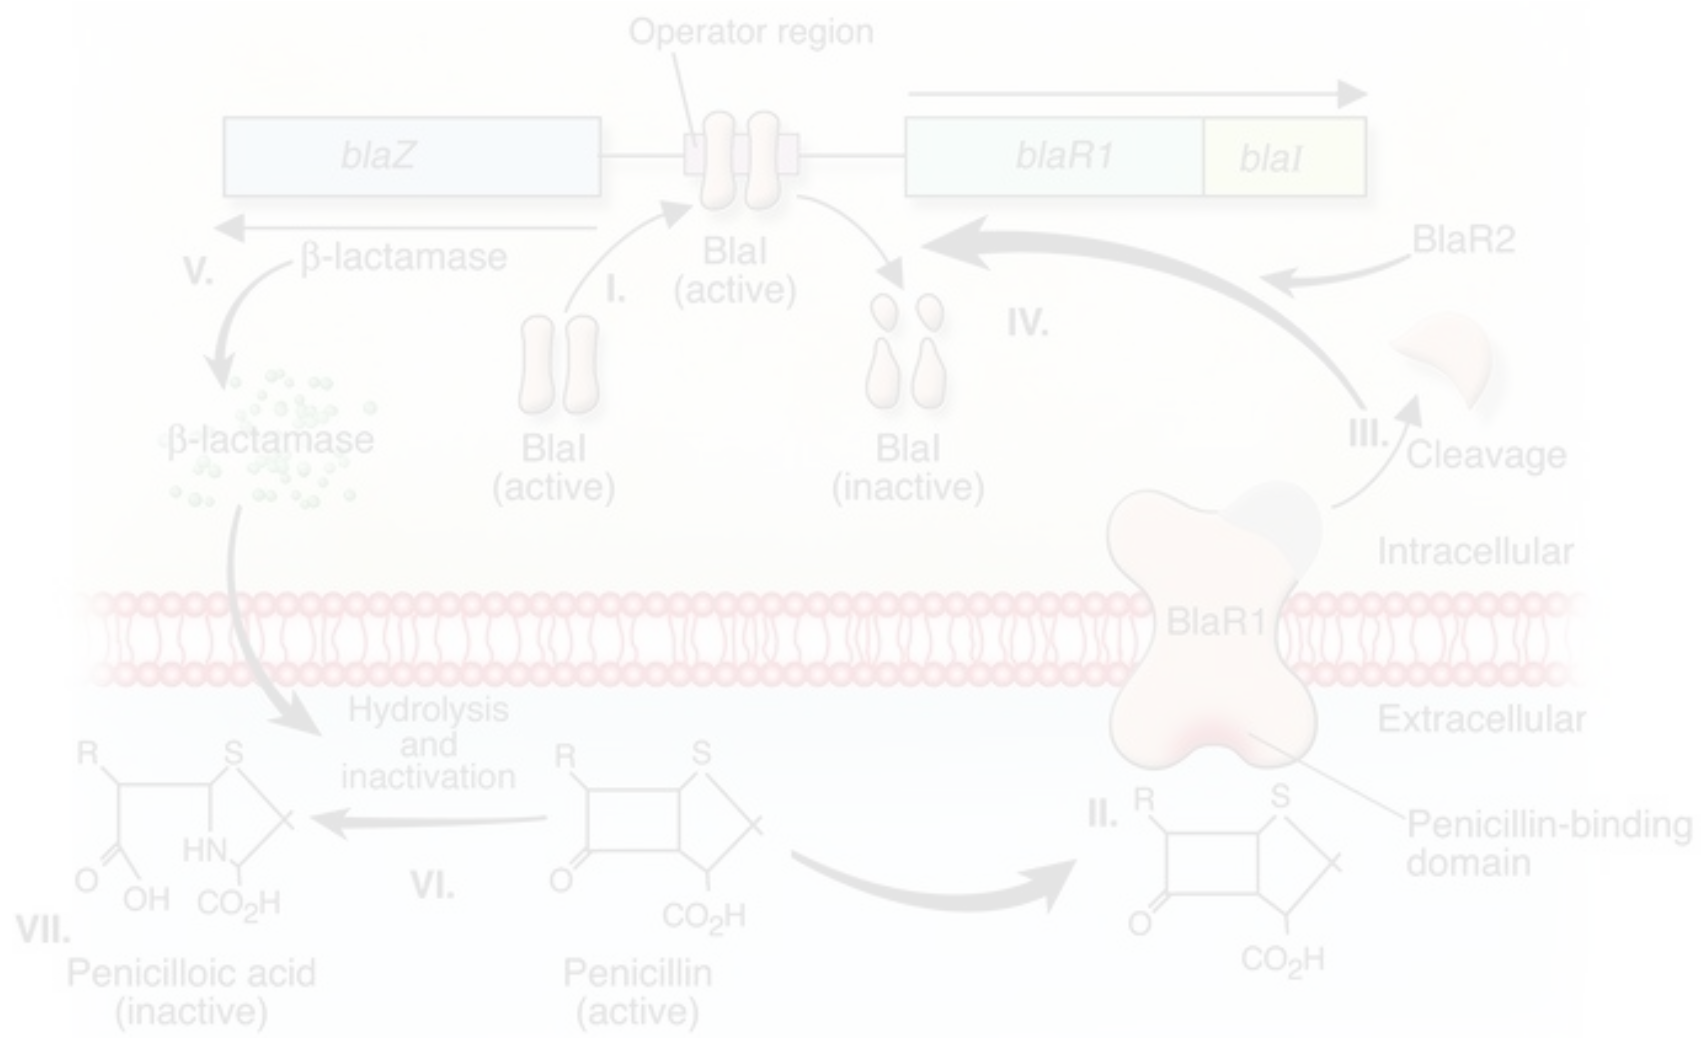 Operator region
blaZ
blaR1
blaI
BlaR2
V.
β-lactamase
I.
BlaI
(active)
IV.
β-lactamase
BlaI
(active)
BlaI
(inactive)
III.
Cleavage
Intracellular
BlaR1
Extracellular
Hydrolysis
and
inactivation
R
S
HN
O
OH
CO2H
VII.
Penicilloic acid
(inactive)
VI.
R
S
O
CO2H
Penicillin
(active)
II.
R
S
O
CO2H
Penicillin-binding
domain